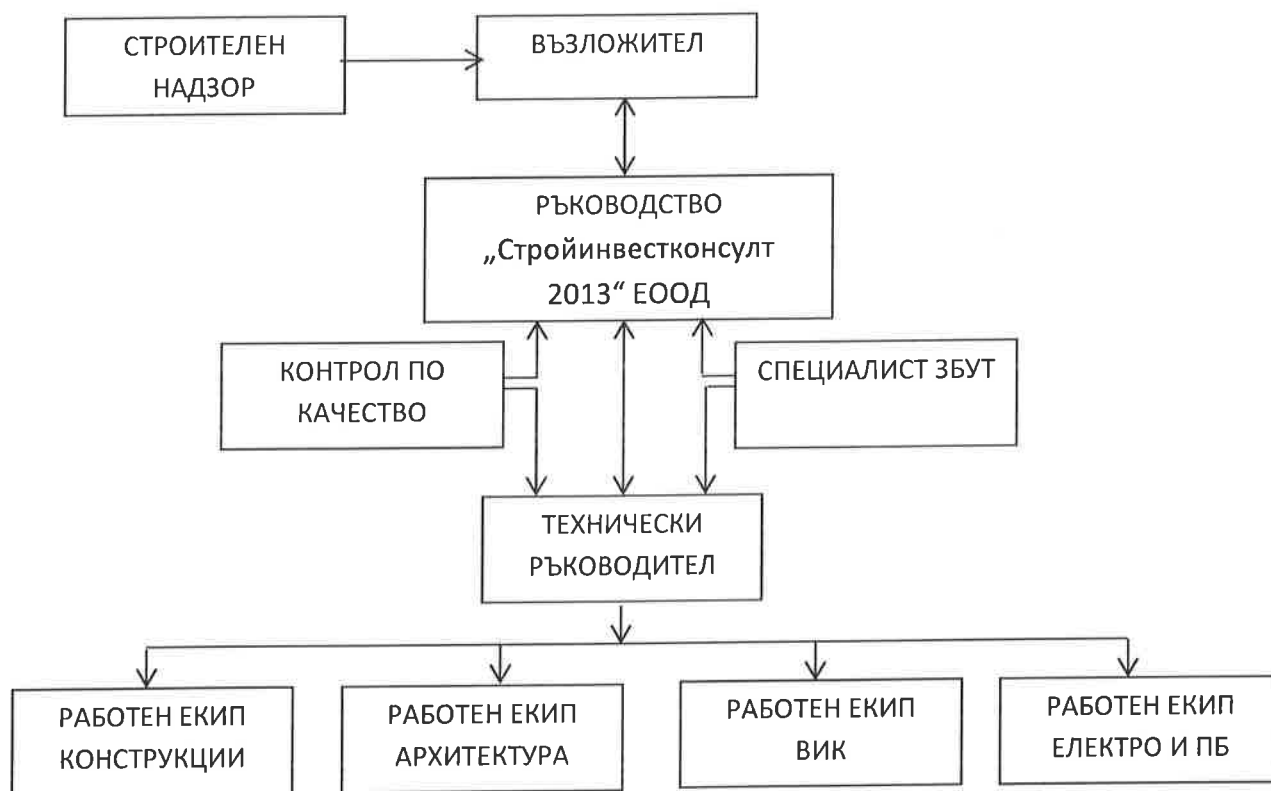 СТРОИТЕЛЕН
НАДЗОР
ВЪЗЛОЖИТЕЛ
РЪКОВОДСТВО
„Стройинвестконсулт
2013“ ЕООД
КОНТРОЛ ПО
КАЧЕСТВО
СПЕЦИАЛИСТ ЗБУТ
ТЕХНИЧЕСКИ
РЪКОВОДИТЕЛ
РАБОТЕН ЕКИП
КОНСТРУКЦИИ
РАБОТЕН ЕКИП
АРХИТЕКТУРА
РАБОТЕН ЕКИП
ВИК
РАБОТЕН ЕКИП
ЕЛЕКТРО И ПБ